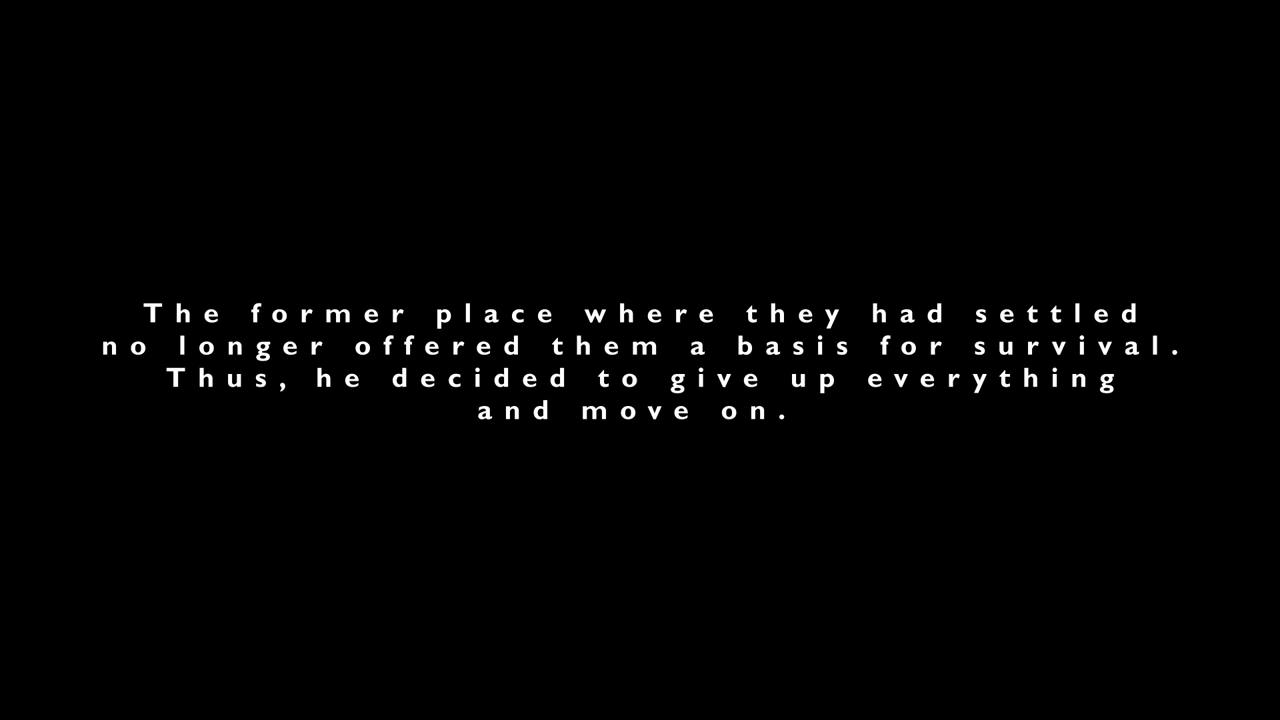 The former place where they had settled
no longer offered them a basis for survival.
Thus, he decided to give up everything
and move on.